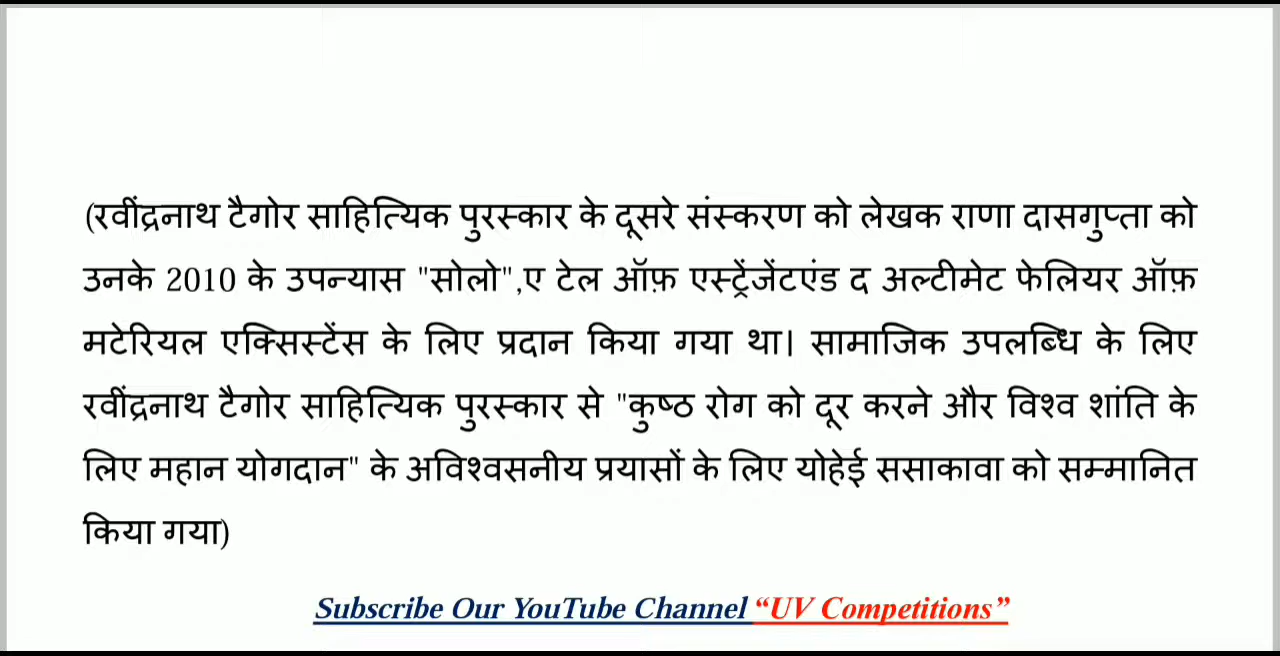 (रवींद्रनाथ टैगोर साहित्यिक पुरस्कार के दूसरे संस्करण को लेखक राणा दासगुप्ता को
उनके 2010 के उपन्यास "सोलो",ए टेल ऑफ़ एस्ट्रेंजेंटएंड द अल्टीमेट फेलियर ऑफ़
मटेरियल एक्सिस्टेंस के लिए प्रदान किया गया था। सामाजिक उपलब्धि के लिए
रवींद्रनाथ टैगोर साहित्यिक पुरस्कार से "कुष्ठ रोग को दूर करने और विश्व शांति के
लिए महान योगदान" के अविश्वसनीय प्रयासों के लिए योहेई ससाकावा को सम्मानित
किया गया)
Subscribe Our YouTube Channel “UV Competitions”